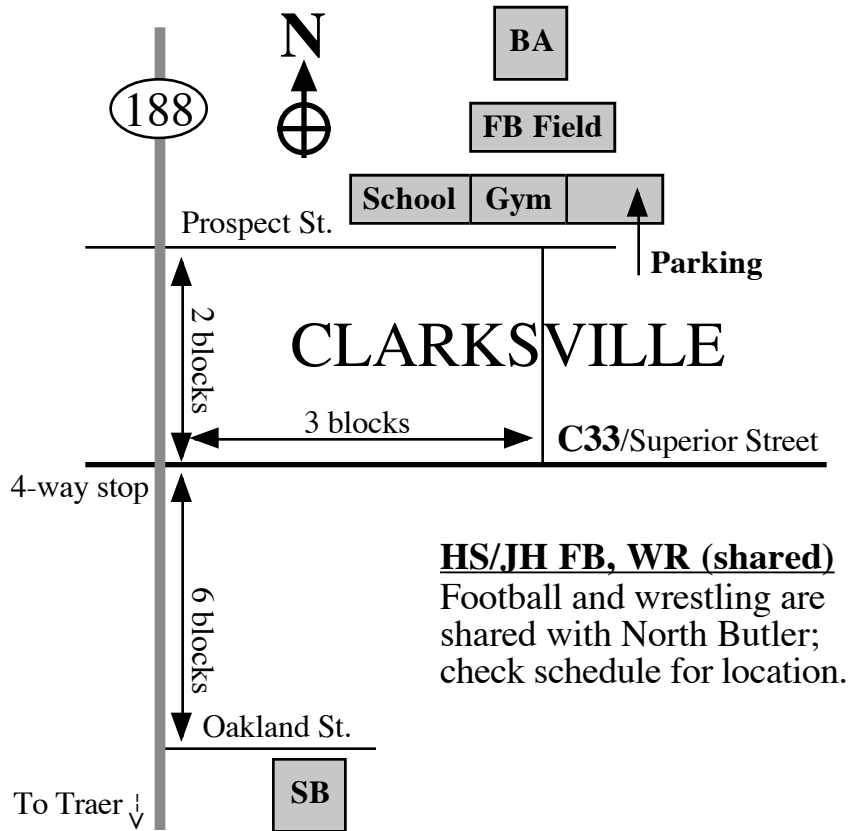 N
BA
188
FB Field
School
Gym
Prospect St.
Parking
2 blocks
CLARKSVILLE
3 blocks
C33/Superior Street
4-way stop
HS/JH FB, WR (shared)
Football and wrestling are
shared with North Butler;
check schedule for location.
6 blocks
Oakland St.
SB
To Traer